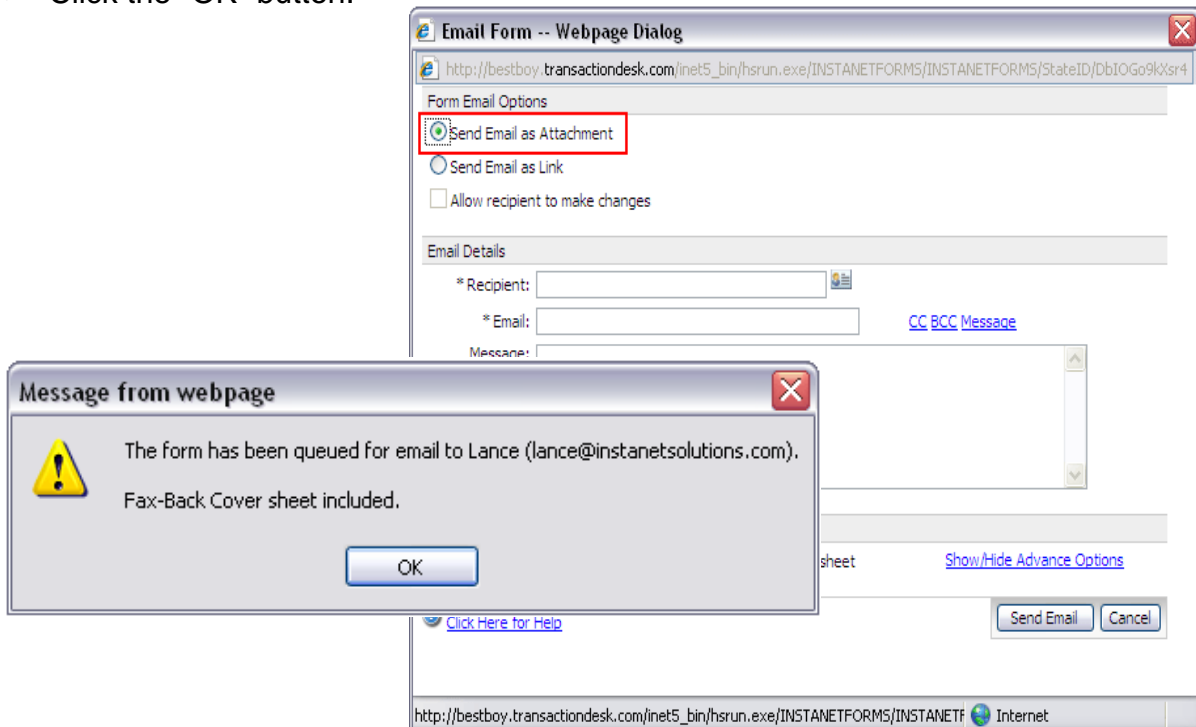 Click the "OK" button.
Email Form -- Webpage Dialog
http://bestboy.transactiondesk.com/inet5_bin/hsrun.exe/INSTANETFORMS/INSTANETFORMS/StateID/DbIOGo9kXsr4
Form Email Options
Send Email as Attachment
Send Email as Link
Allow recipient to make changes
Email Details
* Recipient:
* Email:
CC BCC Message
Message:
Message from webpage
The form has been queued for email to Lance (lance@instanetsolutions.com).
Fax-Back Cover sheet included.
OK
sheet
Show/Hide Advance Options
Click Here for Help
Send Email Cancel
http://bestboy.transactiondesk.com/inet5_bin/hsrun.exe/INSTANETFORMS/INSTANETF Internet